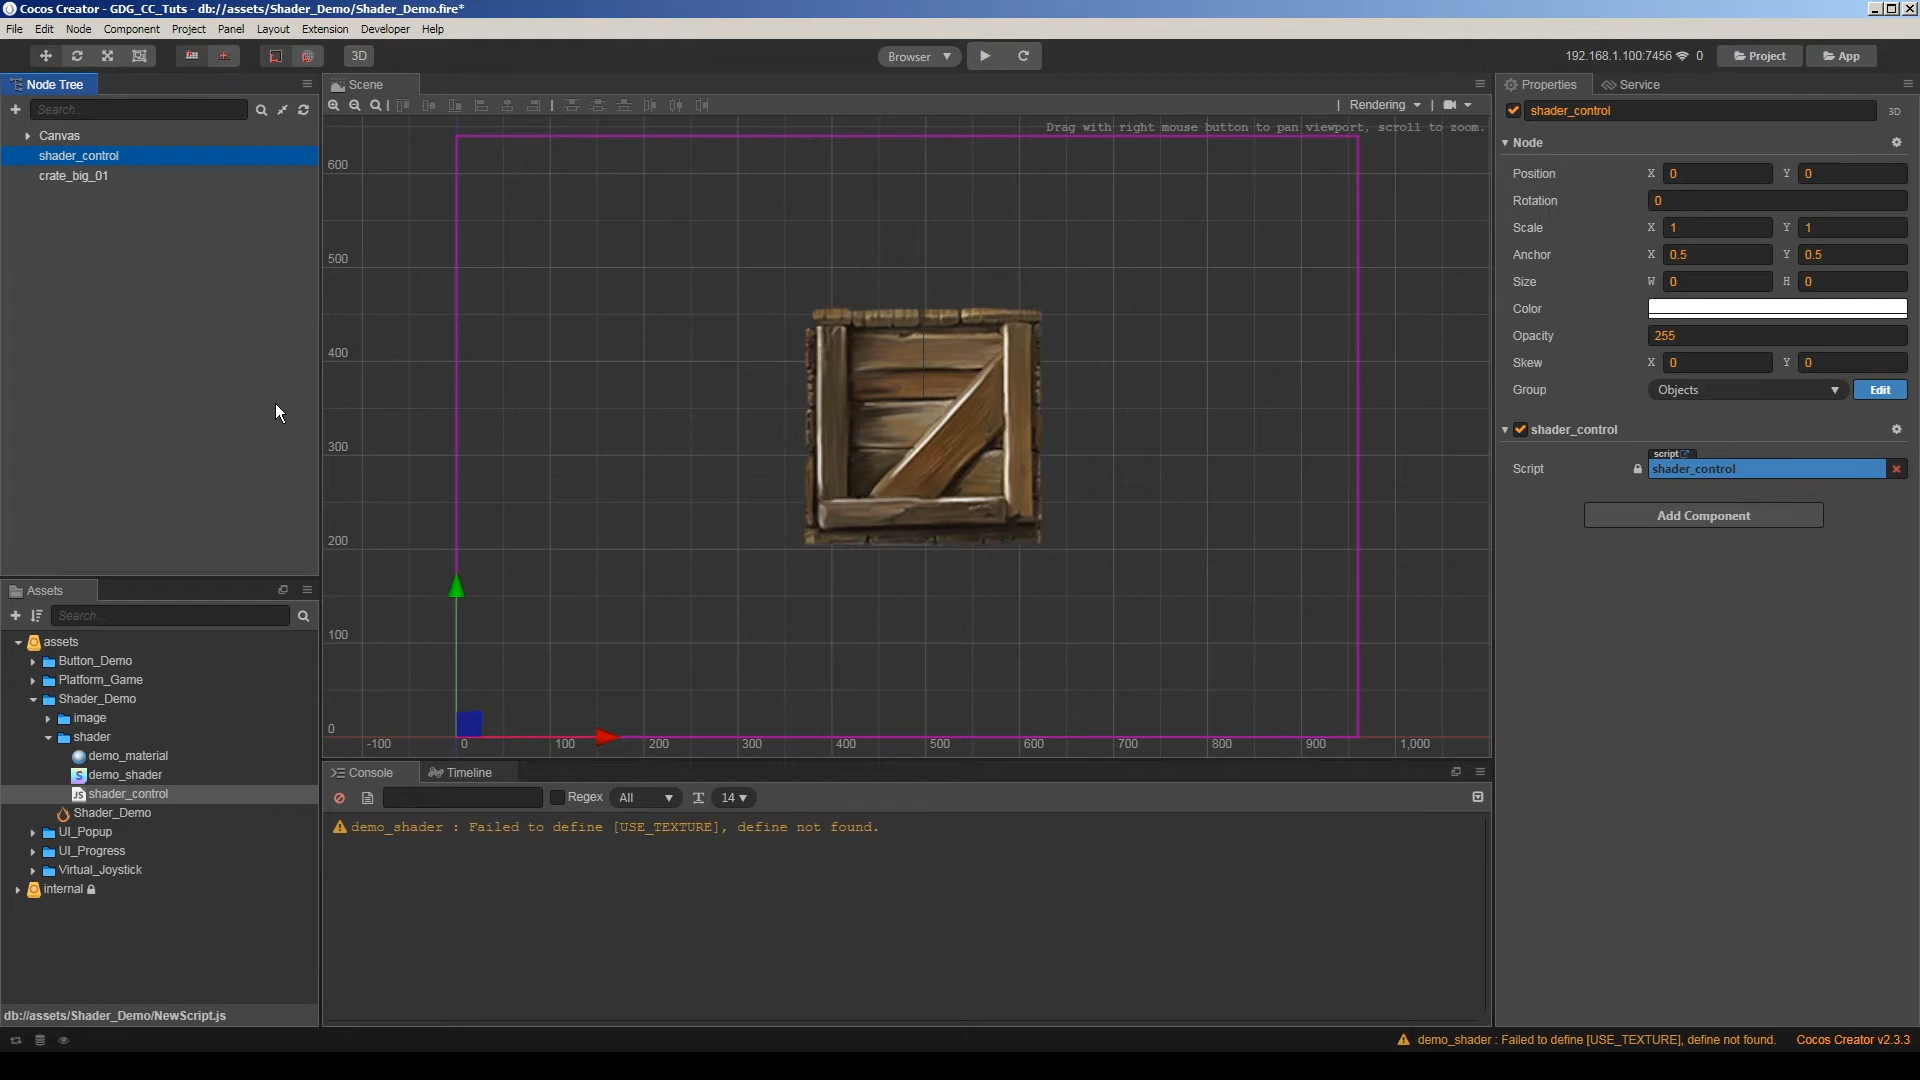 Cocos Creator - GDG_CC_Tuts - db://assets/Shader_Demo/Shader_Demo.fire*
File Edit Node Component Project Panel Layout Extension Developer Help
3D
Browser
192.168.1.100:7456 0
Project
App
Node Tree
Search...
Canvas
shader_control
crate_big_01
Assets
Search...
assets
Button_Demo
Platform_Game
Shader_Demo
image
shader
demo_material
demo_shader
shader_control
Shader_Demo
UI_Popup
UI_Progress
Virtual_Joystick
internal
db://assets/Shader_Demo/NewScript.js
Scene
Rendering
Drag with right mouse button to pan viewport, scroll to zoom.
600
500
400
300
200
100
0
-100 0 100 200 300 400 500 600 700 800 900 1,000
Console Timeline
Regex All 14
demo_shader : Failed to define [USE_TEXTURE], define not found.
Properties Service
shader_control 3D
Node
Position X 0 Y 0
Rotation 0
Scale X 1 Y 1
Anchor X 0.5 Y 0.5
Size W 0 H 0
Color
Opacity 255
Skew X 0 Y 0
Group Objects Edit
shader_control
script
Script shader_control
Add Component
demo_shader : Failed to define [USE_TEXTURE], define not found. Cocos Creator v2.3.3